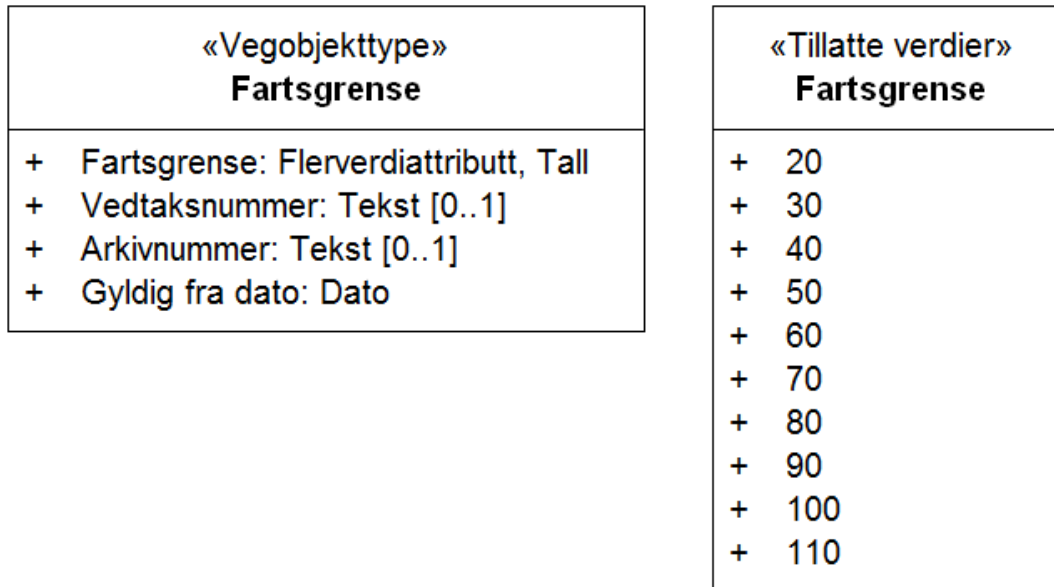 «Vegobjekttype»
Fartsgrense
+ Fartsgrense: Flerverdiattributt, Tall
+ Vedtaksnummer: Tekst [0..1]
+ Arkivnummer: Tekst [0..1]
+ Gyldig fra dato: Dato
«Tillatte verdier»
Fartsgrense
+ 20
+ 30
+ 40
+ 50
+ 60
+ 70
+ 80
+ 90
+ 100
+ 110